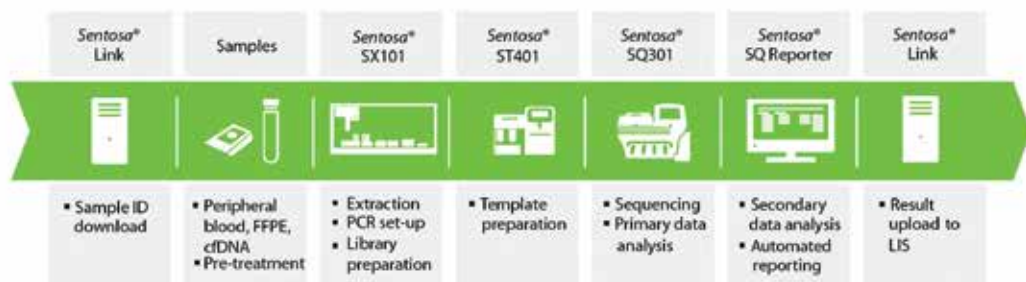 Sentosa®
Link
Samples
Sentosa®
SX101
Sentosa®
ST401
Sentosa®
SQ301
Sentosa®
SQ Reporter
Sentosa®
Link
▪ Sample ID
download
▪ Peripheral
blood, FFPE,
cfDNA
▪ Pre-treatment
▪ Extraction
▪ PCR set-up
▪ Library
preparation
▪ Template
preparation
▪ Sequencing
▪ Primary data
analysis
▪ Secondary
data analysis
▪ Automated
reporting
▪ Result
upload to
LIS